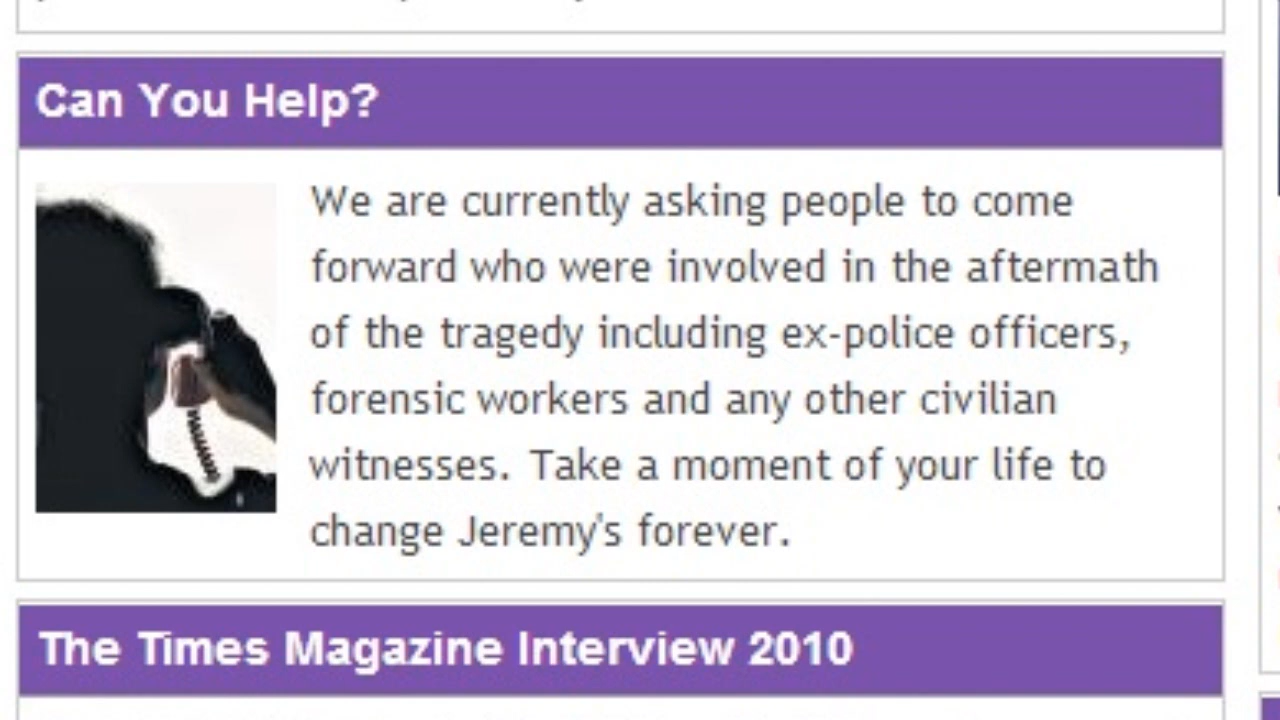 Can You Help?
We are currently asking people to come
forward who were involved in the aftermath
of the tragedy including ex-police officers,
forensic workers and any other civilian
witnesses. Take a moment of your life to
change Jeremy's forever.
The Times Magazine Interview 2010